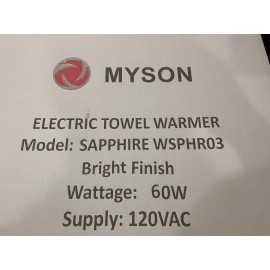 MYSON
ELECTRIC TOWEL WARMER
Model: SAPPHIRE WSPHR03
Bright Finish
Wattage: 60W
Supply: 120VAC